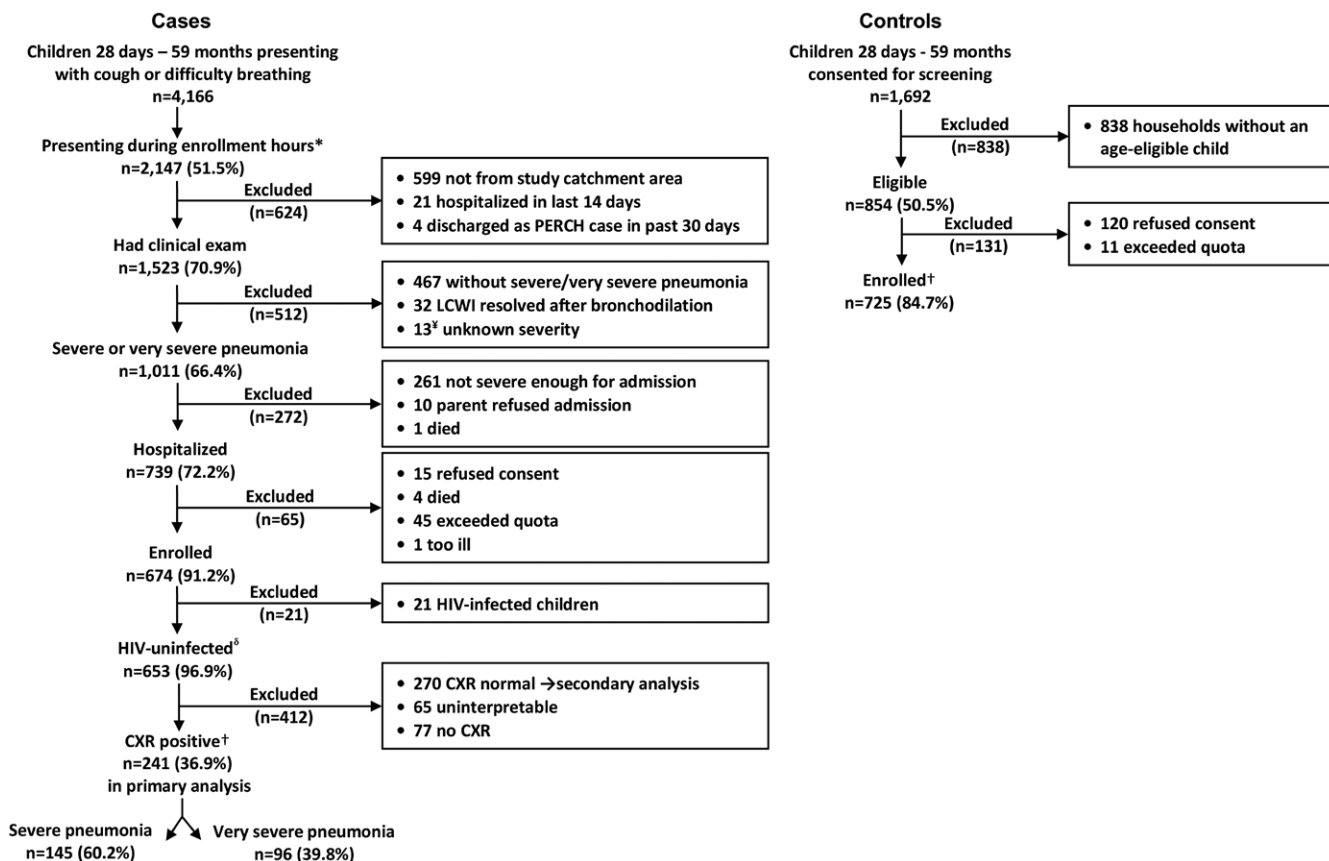 Cases
Children 28 days – 59 months presenting
with cough or difficulty breathing
n=4,166
Presenting during enrollment hours*
n=2,147 (51.5%)
Excluded
(n=624)
• 599 not from study catchment area
• 21 hospitalized in last 14 days
• 4 discharged as PERCH case in past 30 days
Had clinical exam
n=1,523 (70.9%)
Excluded
(n=512)
• 467 without severe/very severe pneumonia
• 32 LCWI resolved after bronchodilation
• 13¥ unknown severity
Severe or very severe pneumonia
n=1,011 (66.4%)
Excluded
(n=272)
• 261 not severe enough for admission
• 10 parent refused admission
• 1 died
Hospitalized
n=739 (72.2%)
Excluded
(n=65)
• 15 refused consent
• 4 died
• 45 exceeded quota
• 1 too ill
Enrolled
n=674 (91.2%)
Excluded
(n=21)
• 21 HIV-infected children
HIV-uninfectedδ
n=653 (96.9%)
Excluded
(n=412)
• 270 CXR normal →secondary analysis
• 65 uninterpretable
• 77 no CXR
CXR positive†
n=241 (36.9%)
in primary analysis
Severe pneumonia
n=145 (60.2%)
Very severe pneumonia
n=96 (39.8%)
Controls
Children 28 days - 59 months
consented for screening
n=1,692
Excluded
(n=838)
• 838 households without an
age-eligible child
Eligible
n=854 (50.5%)
Excluded
(n=131)
• 120 refused consent
• 11 exceeded quota
Enrolled†
n=725 (84.7%)